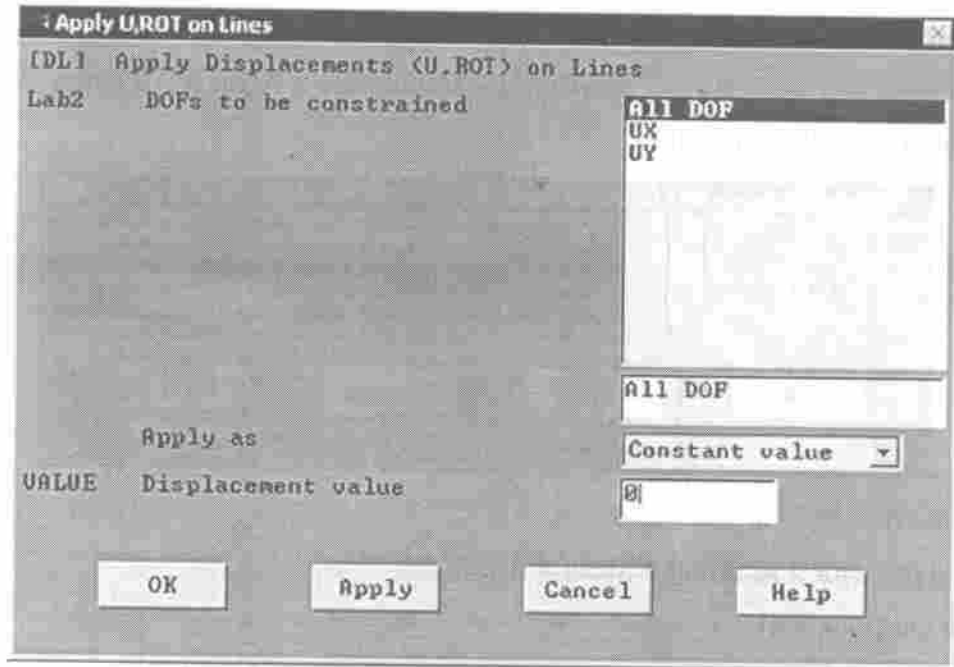 Apply U,ROT on Lines
[DL] Apply Displacements (U.ROT) on Lines
Lab2 DOFs to be constrained
All DOF
UX
UY
All DOF
Apply as
Constant value
VALUE Displacement value
0
OK Apply Cancel Help